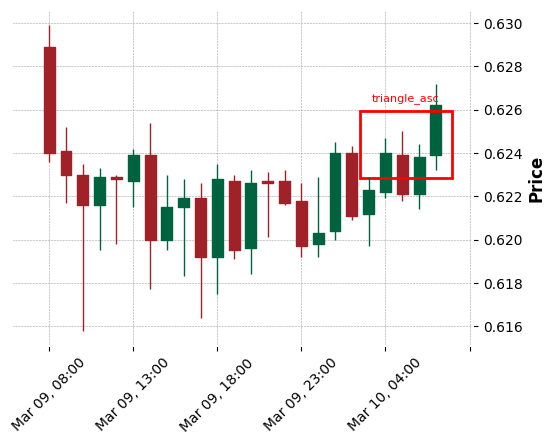 0.630
0.628
triangle_asc
0.626
0.624
0.622
0.620
0.618
0.616
Price
Mar 09, 08:00
Mar 09, 13:00
Mar 09, 18:00
Mar 09, 23:00
Mar 10, 04:00